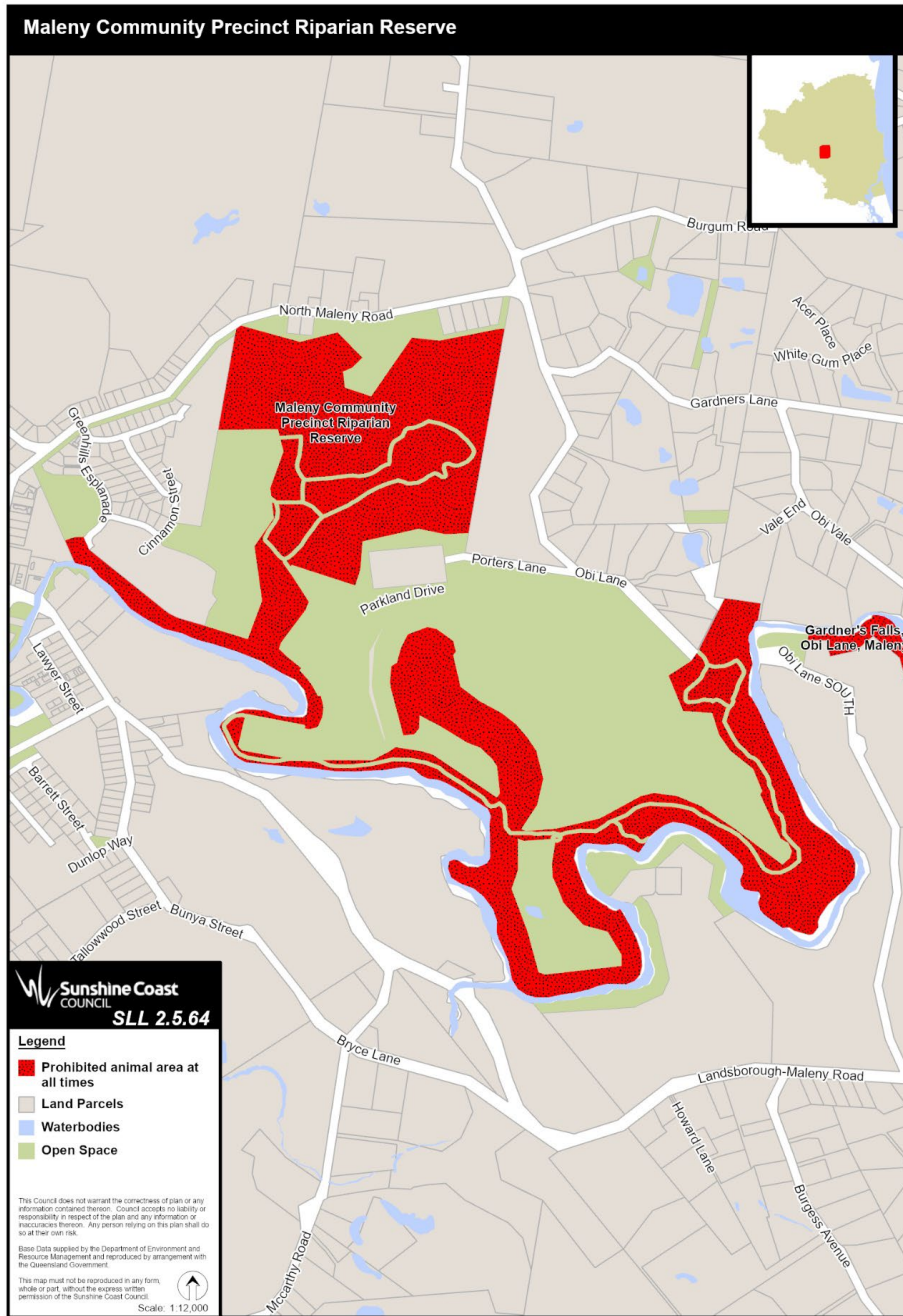 Maleny Community Precinct Riparian Reserve
Burgum Road
North Maleny Road
Acer Place
White Gum Place
Gardners Lane
Maleny Community
Precinct Riparian
Reserve
Greenhills Esplanade
Cinnamon Street
Vale End
Obi Vale
Porters Lane
Obi Lane
Parkland Drive
Gardner's Falls,
Obi Lane, Malen
Obi Lane SOUTH
Lawyer Street
Barrett Street
Dunlop Way
Tallowwood Street
Bunya Street
Bryce Lane
Landsborough-Maleny Road
Howard Lane
Burgess Avenue
Mccarthy Road
Sunshine Coast
COUNCIL
SLL 2.5.64
Legend
Prohibited animal area at
all times
Land Parcels
Waterbodies
Open Space
This Council does not warrant the correctness of plan or any
information contained thereon. Council accepts no liability or
responsibility in respect of the plan and any information or
inaccuracies thereon. Any person relying on this plan shall do
so at their own risk.
Base Data supplied by the Department of Environment and
Resource Management and reproduced by arrangement with
the Queensland Government.
This map must not be reproduced in any form,
whole or part, without the express written
permission of the Sunshine Coast Council.
Scale: 1:12,000